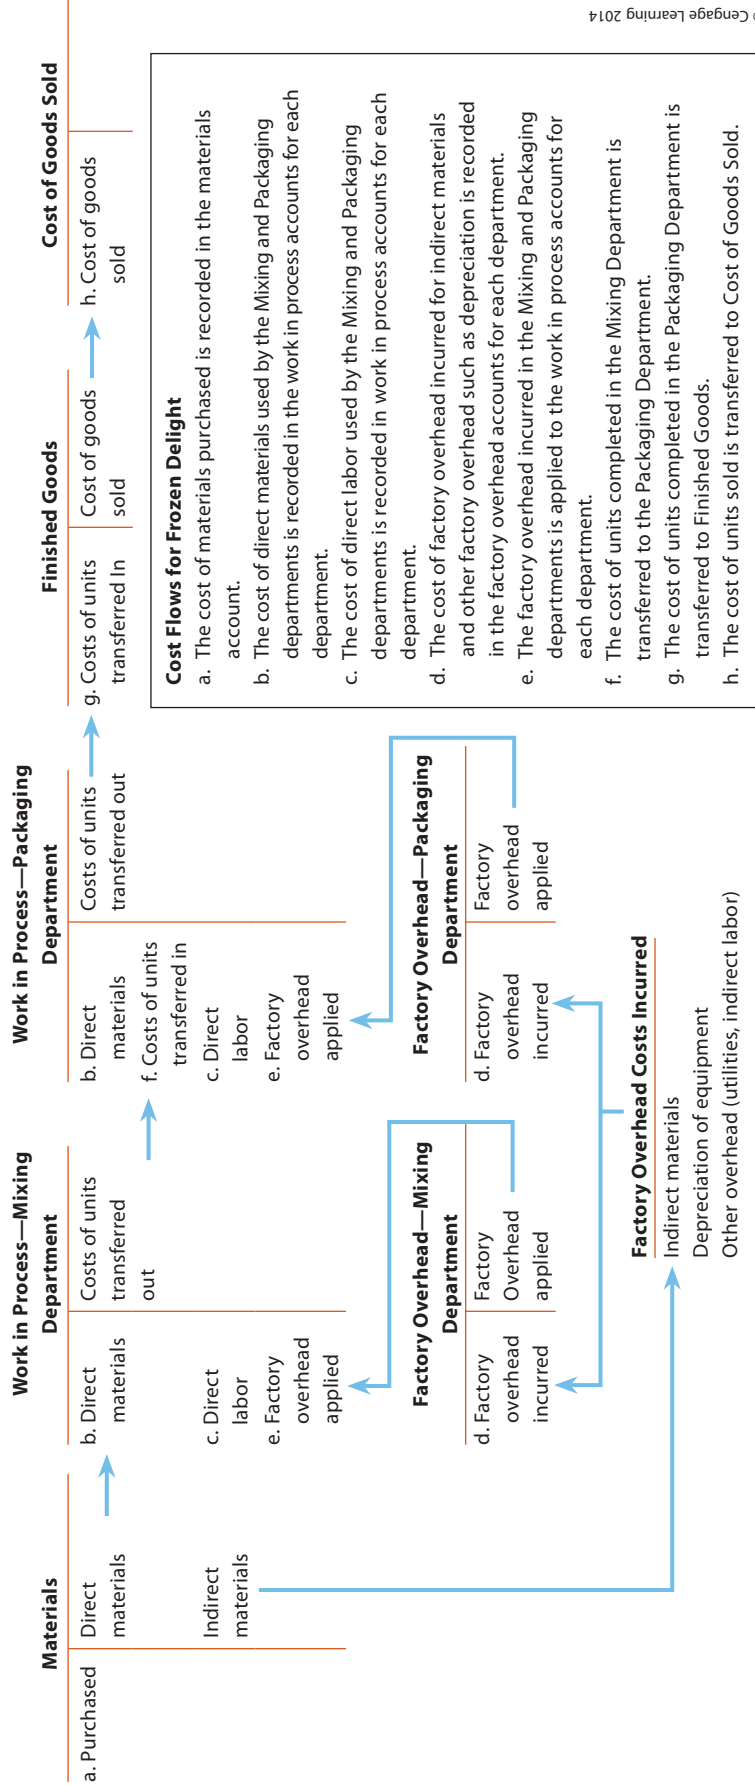 Materials
a. Purchased
Direct
materials
Indirect
materials
Work in Process—Mixing
Department
b. Direct
materials
c. Direct
labor
e. Factory
overhead
applied
Costs of units
transferred
out
Work in Process—Packaging
Department
b. Direct
materials
f. Costs of units
transferred in
c. Direct
labor
e. Factory
overhead
applied
Costs of units
transferred out
Finished Goods
g. Costs of units
transferred In
Cost of goods
sold
Cost of Goods Sold
h. Cost of goods
sold
Factory Overhead—Mixing
Department
d. Factory
overhead
incurred
Factory
Overhead
applied
Factory Overhead—Packaging
Department
d. Factory
overhead
incurred
Factory
overhead
applied
Factory Overhead Costs Incurred
Indirect materials
Depreciation of equipment
Other overhead (utilities, indirect labor)
Cost Flows for Frozen Delight
a. The cost of materials purchased is recorded in the materials
account.
b. The cost of direct materials used by the Mixing and Packaging
departments is recorded in the work in process accounts for each
department.
c. The cost of direct labor used by the Mixing and Packaging
departments is recorded in work in process accounts for each
department.
d. The cost of factory overhead incurred for indirect materials
and other factory overhead such as depreciation is recorded
in the factory overhead accounts for each department.
e. The factory overhead incurred in the Mixing and Packaging
departments is applied to the work in process accounts for
each department.
f. The cost of units completed in the Mixing Department is
transferred to the Packaging Department.
g. The cost of units completed in the Packaging Department is
transferred to Finished Goods.
h. The cost of units sold is transferred to Cost of Goods Sold.
© Cengage Learning 2014